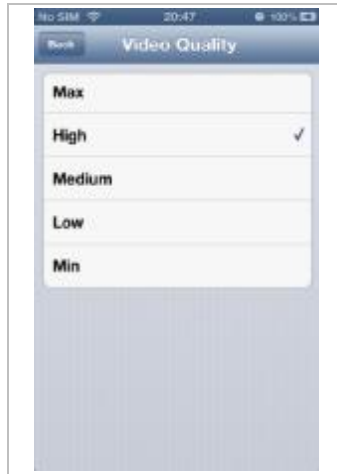 No SIM 20:47 100%
Back Video Quality
Max
High
Medium
Low
Min